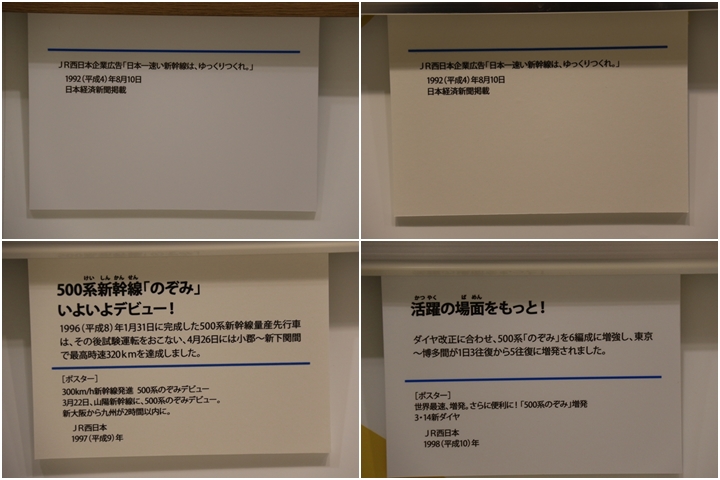 JR西日本企業広告「日本一速い新幹線は、ゆっくりつくれ。」
1992(平成4)年8月10日
日本経済新聞掲載
JR西日本企業広告「日本一速い新幹線は、ゆっくりつくれ。」
1992(平成4)年8月10日
日本経済新聞掲載
けい しん かん せん
500系新幹線「のぞみ」
いよいよデビュー!
1996(平成8)年1月31日に完成した500系新幹線量産先行車
は、その後試験運転をおこない、4月26日には小郡~新下関間
で最高時速320kmを達成しました。
[ポスター]
300km/h新幹線発進 500系のぞみデビュー
3月22日、山陽新幹線に、500系のぞみデビュー。
新大阪から九州が2時間以内に。
JR西日本
1997(平成9)年
かつ やく ば めん
活躍の場面をもっと!
ダイヤ改正に合わせ、500系「のぞみ」を6編成に増強し、東京
~博多間が1日3往復から5往復に増発されました。
[ポスター]
世界最速、増発。さらに便利に!「500系のぞみ」増発
3・14新ダイヤ
JR西日本
1998(平成10)年